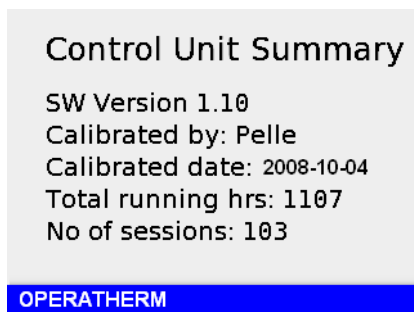 Control Unit Summary
SW Version 1.10
Calibrated by: Pelle
Calibrated date: 2008-10-04
Total running hrs: 1107
No of sessions: 103
OPERATHERM